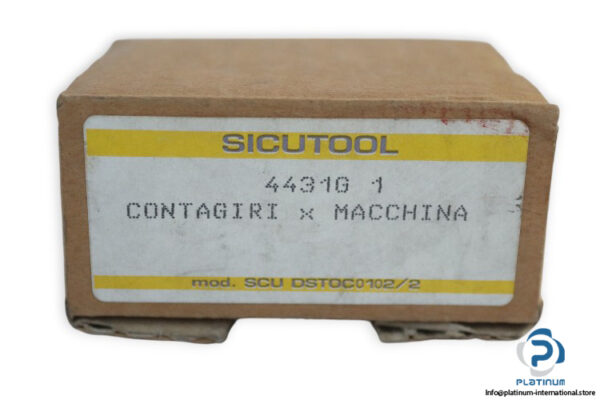 SICUTOOL
4431G 1
CONTAGIRI x MACCHINA
mod. SCU DSTOC0102/2
PLATINUM
Info@platinum-international.store